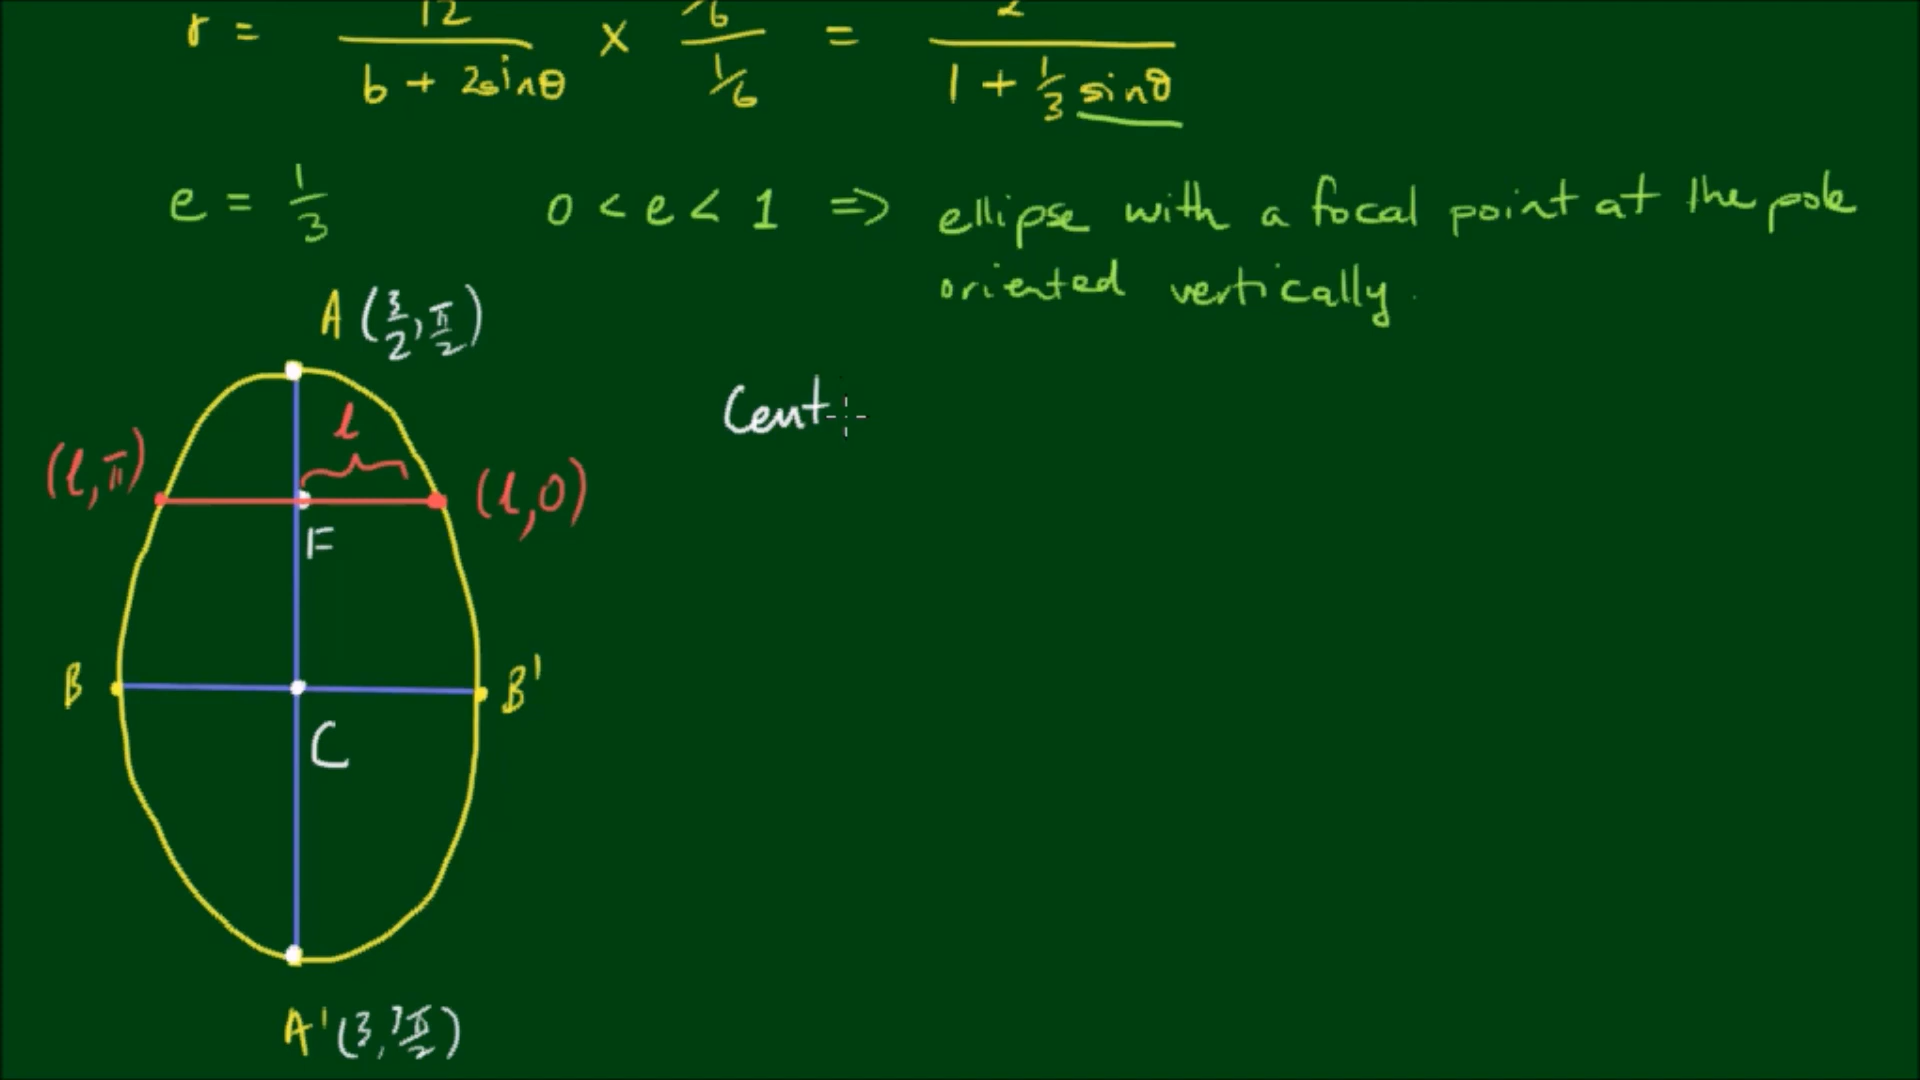 r = 12 / 6 + 2sinθ × 1/6 / 1/6 = 2 / 1 + 1/3 sinθ
e = 1/3 0 < e < 1 => ellipse with a focal point at the pole
oriented vertically.
A (3/2, π/2)
Cent
l
(l, π)
(l, 0)
F
B
B'
C
A' (3, 3π/2)